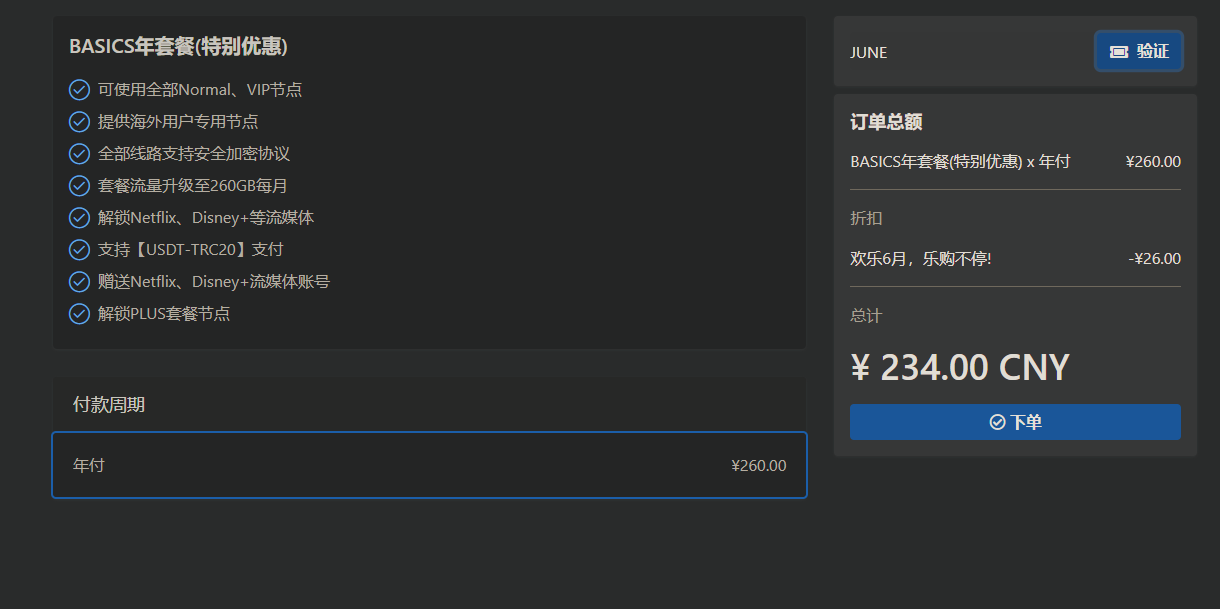 BASICS年套餐(特别优惠)
可使用全部Normal、VIP节点
提供海外用户专用节点
全部线路支持安全加密协议
套餐流量升级至260GB每月
解锁Netflix、Disney+等流媒体
支持【USDT-TRC20】支付
赠送Netflix、Disney+流媒体账号
解锁PLUS套餐节点
付款周期
年付 ¥260.00
JUNE 验证
订单总额
BASICS年套餐(特别优惠) x 年付 ¥260.00
折扣
欢乐6月，乐购不停! -¥26.00
总计
¥ 234.00 CNY
下单